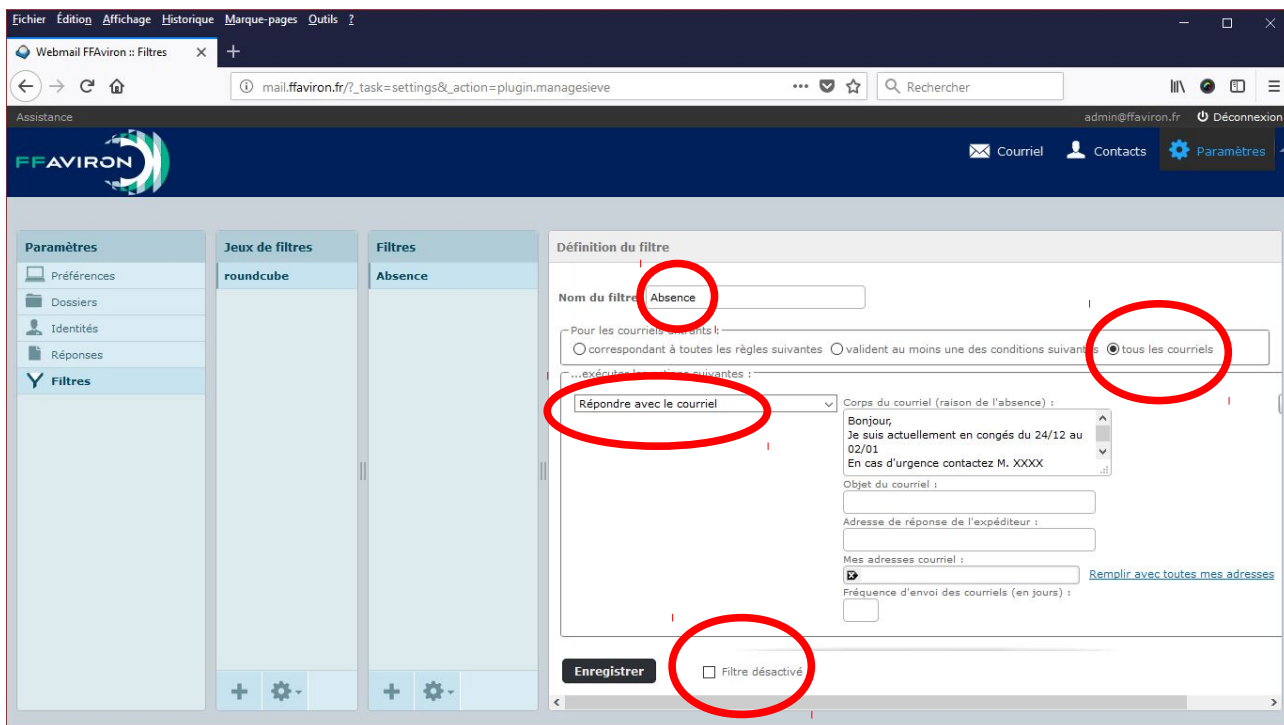 Fichier Édition Affichage Historique Marque-pages Outils ?
Webmail FFAviron :: Filtres
mail.ffaviron.fr/?_task=settings&_action=plugin.managesieve
Rechercher
Assistance
admin@ffaviron.fr Déconnexion
FFAVIRON
Courriel Contacts Paramètres
Paramètres
Préférences
Dossiers
Identités
Réponses
Filtres
Jeux de filtres
roundcube
Filtres
Absence
Définition du filtre
Nom du filtre Absence
Pour les courriels entrants :
correspondant à toutes les règles suivantes valident au moins une des conditions suivantes tous les courriels
...exécuter les actions suivantes :
Répondre avec le courriel
Corps du courriel (raison de l'absence) :
Bonjour,
Je suis actuellement en congés du 24/12 au
02/01
En cas d'urgence contactez M. XXXX
Objet du courriel :
Adresse de réponse de l'expéditeur :
Mes adresses courriel :
Remplir avec toutes mes adresses
Fréquence d'envoi des courriels (en jours) :
Enregistrer
Filtre désactivé